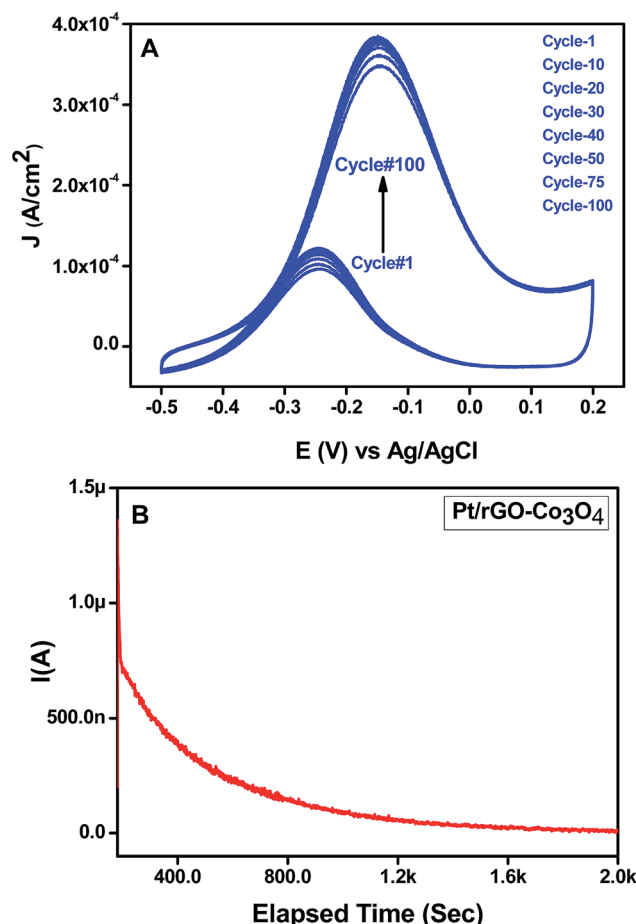 4.0x10⁻⁴
A
Cycle-1
Cycle-10
Cycle-20
Cycle-30
Cycle-40
Cycle-50
Cycle-75
Cycle-100
3.0x10⁻⁴
2.0x10⁻⁴
1.0x10⁻⁴
0.0
J (A/cm²)
Cycle#100
Cycle#1
-0.5 -0.4 -0.3 -0.2 -0.1 0.0 0.1 0.2
E (V) vs Ag/AgCl
1.5µ
B
Pt/rGO-Co₃O₄
1.0µ
500.0n
0.0
I(A)
400.0 800.0 1.2k 1.6k 2.0k
Elapsed Time (Sec)